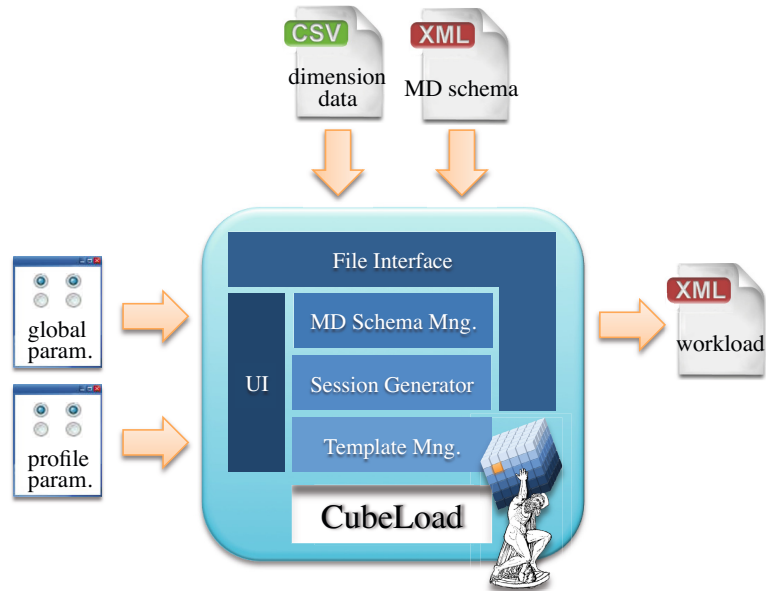 CSV
dimension
data
XML
MD schema
File Interface
global
param.
MD Schema Mng.
XML
workload
UI
Session Generator
profile
param.
Template Mng.
CubeLoad